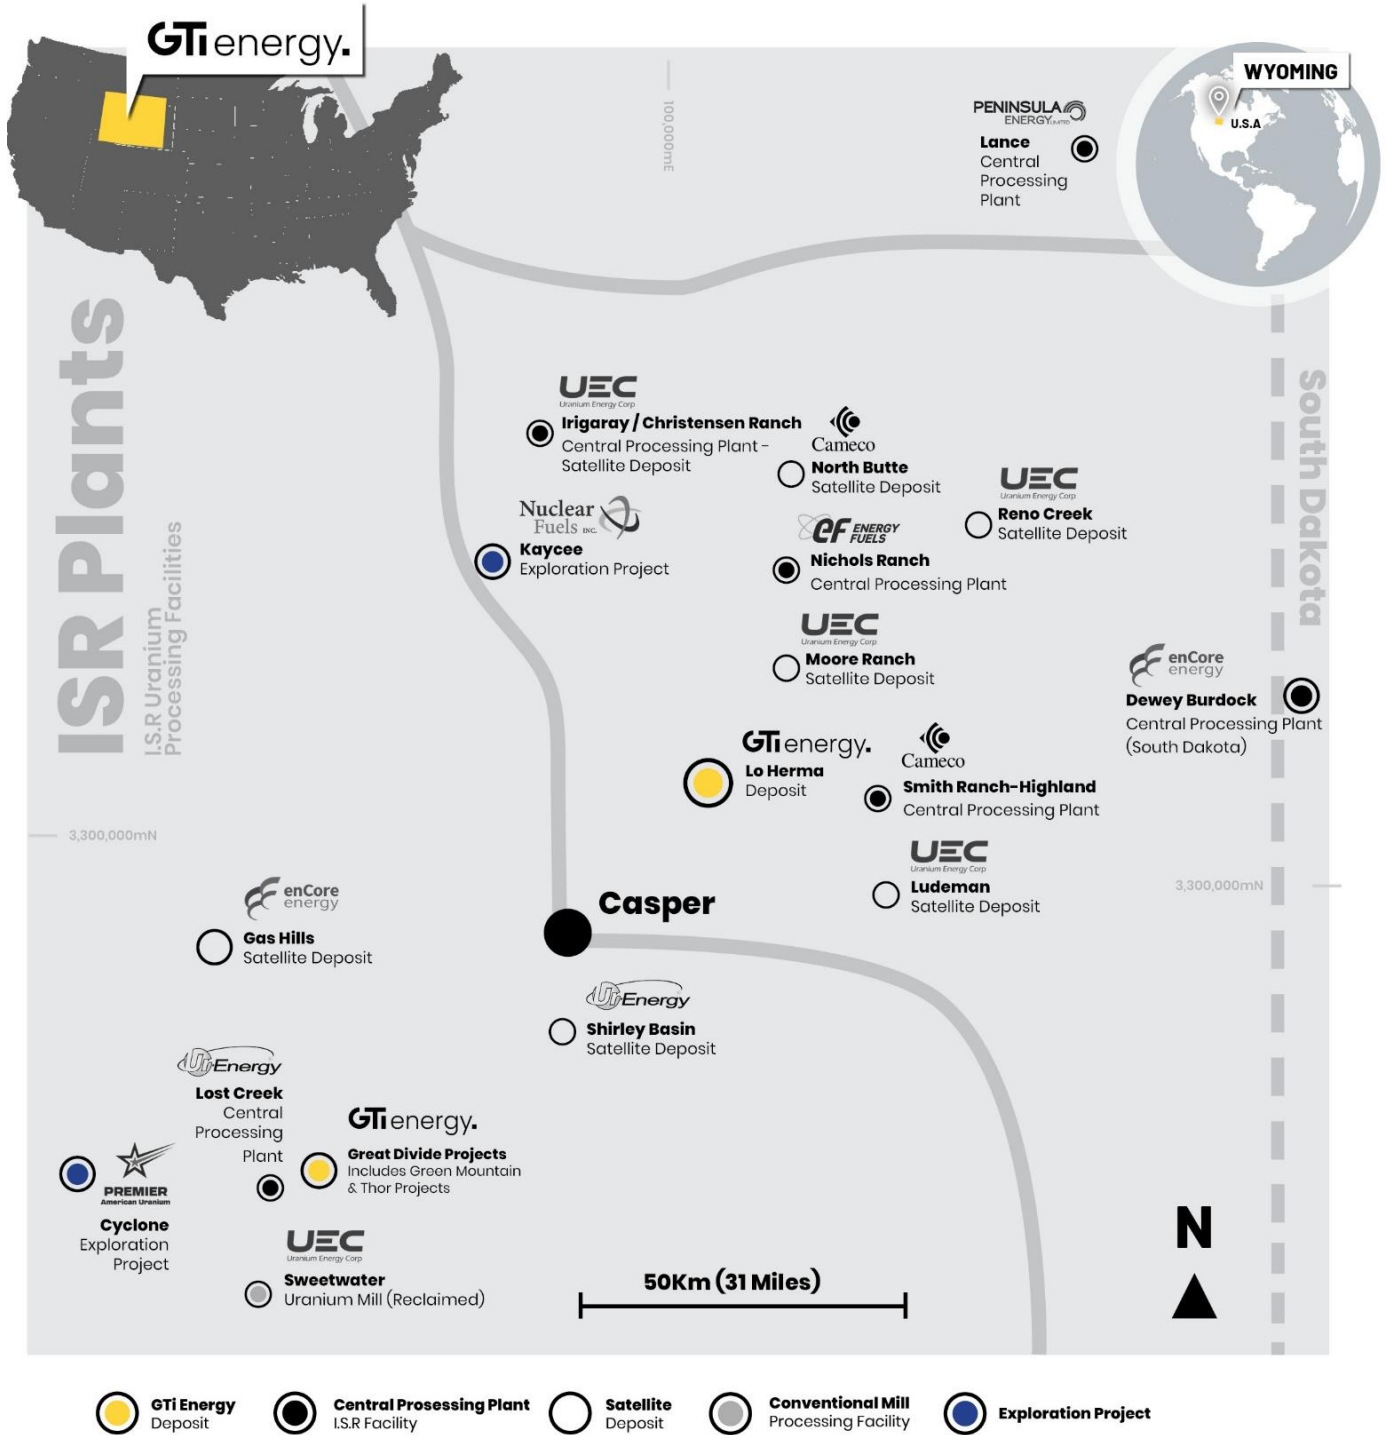 GTi energy.
WYOMING
U.S.A
100,000mE
PENINSULA
ENERGY LIMITED
Lance
Central
Processing
Plant
ISR Plants
I.S.R Uranium
Processing Facilities
South Dakota
UEC
Uranium Energy Corp
Irigaray / Christensen Ranch
Central Processing Plant -
Satellite Deposit
Cameco
North Butte
Satellite Deposit
UEC
Uranium Energy Corp
Reno Creek
Satellite Deposit
Nuclear
Fuels INC.
Kaycee
Exploration Project
ef ENERGY
FUELS
Nichols Ranch
Central Processing Plant
UEC
Uranium Energy Corp
Moore Ranch
Satellite Deposit
enCore
energy
Dewey Burdock
Central Processing Plant
(South Dakota)
GTi energy.
Lo Herma
Deposit
Cameco
Smith Ranch-Highland
Central Processing Plant
3,300,000mN
UEC
Uranium Energy Corp
Ludeman
Satellite Deposit
3,300,000mN
enCore
energy
Gas Hills
Satellite Deposit
Casper
Ur Energy
Shirley Basin
Satellite Deposit
Ur Energy
Lost Creek
Central
Processing
Plant
GTi energy.
Great Divide Projects
Includes Green Mountain
& Thor Projects
PREMIER
American Uranium
Cyclone
Exploration
Project
UEC
Uranium Energy Corp
Sweetwater
Uranium Mill (Reclaimed)
50Km (31 Miles)
N
GTi Energy
Deposit
Central Prosessing Plant
I.S.R Facility
Satellite
Deposit
Conventional Mill
Processing Facility
Exploration Project